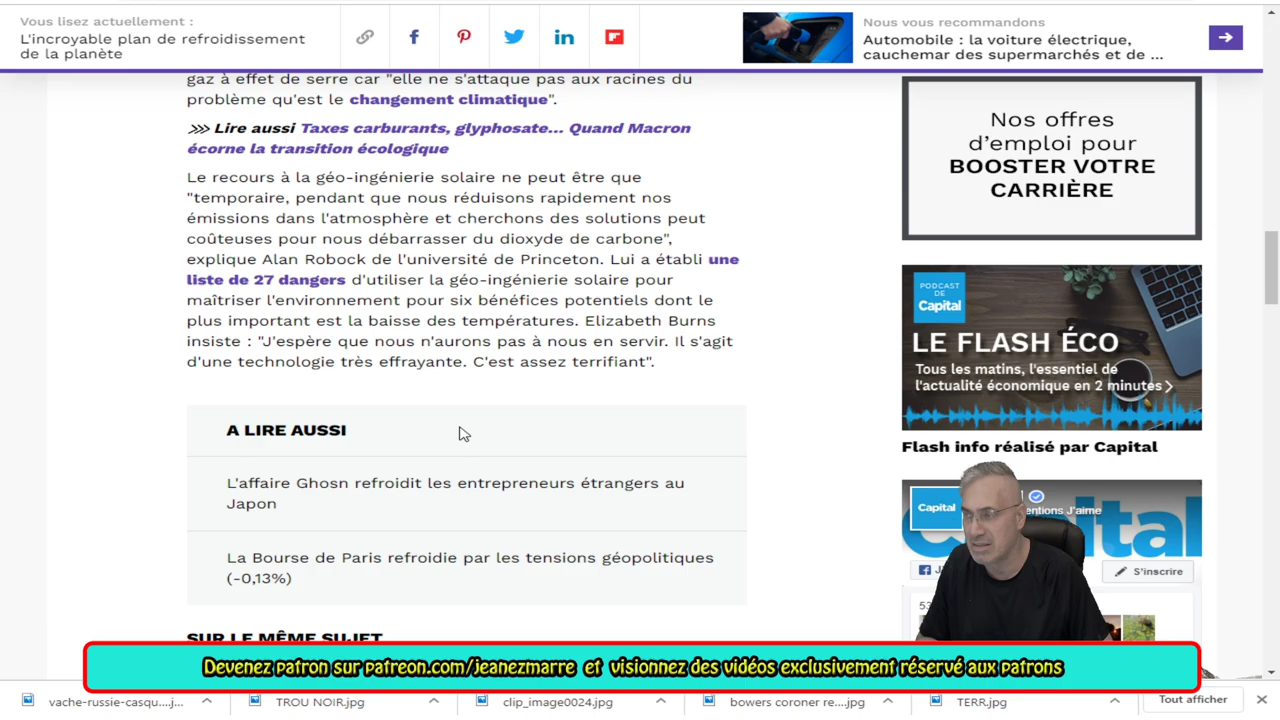 Vous lisez actuellement :
L'incroyable plan de refroidissement
de la planète
Nous vous recommandons
Automobile : la voiture électrique,
cauchemar des supermarchés et de ...
gaz à effet de serre car "elle ne s'attaque pas aux racines du
problème qu'est le changement climatique".
>>> Lire aussi Taxes carburants, glyphosate... Quand Macron
écorne la transition écologique
Le recours à la géo-ingénierie solaire ne peut être que
"temporaire, pendant que nous réduisons rapidement nos
émissions dans l'atmosphère et cherchons des solutions peut
coûteuses pour nous débarrasser du dioxyde de carbone",
explique Alan Robock de l'université de Princeton. Lui a établi une
liste de 27 dangers d'utiliser la géo-ingénierie solaire pour
maîtriser l'environnement pour six bénéfices potentiels dont le
plus important est la baisse des températures. Elizabeth Burns
insiste : "J'espère que nous n'aurons pas à nous en servir. Il s'agit
d'une technologie très effrayante. C'est assez terrifiant".
A LIRE AUSSI
L'affaire Ghosn refroidit les entrepreneurs étrangers au
Japon
La Bourse de Paris refroidie par les tensions géopolitiques
(-0,13%)
SUR LE MÊME SUJET
Nos offres
d'emploi pour
BOOSTER VOTRE
CARRIÈRE
PODCAST
DE
Capital
LE FLASH ÉCO
Tous les matins, l'essentiel de
l'actualité économique en 2 minutes
Flash info réalisé par Capital
Capital
J'aime
S'inscrire
Devenez patron sur patreon.com/jeanezmarre et visionnez des vidéos exclusivement réservé aux patrons
vache-russie-casqu....j...
TROU NOIR.jpg
clip_image0024.jpg
bowers coroner re....jpg
TERR.jpg
Tout afficher